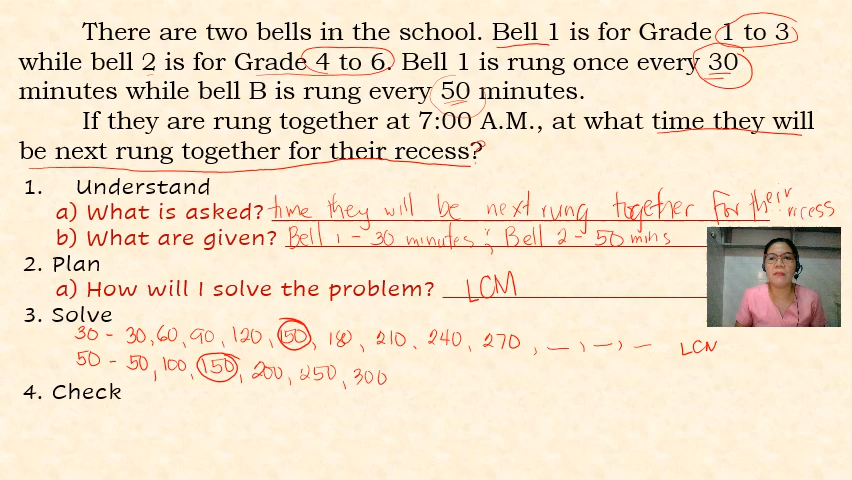 There are two bells in the school. Bell 1 is for Grade 1 to 3
while bell 2 is for Grade 4 to 6. Bell 1 is rung once every 30
minutes while bell B is rung every 50 minutes.
If they are rung together at 7:00 A.M., at what time they will
be next rung together for their recess?
1. Understand
a) What is asked? time they will be next rung together for their recess
b) What are given? Bell 1 - 30 minutes ; Bell 2 - 50 mins
2. Plan
a) How will I solve the problem? LCM
3. Solve
30 - 30, 60, 90, 120, 150, 180, 210, 240, 270, __, __, __ LCM
50 - 50, 100, 150, 200, 250, 300
4. Check